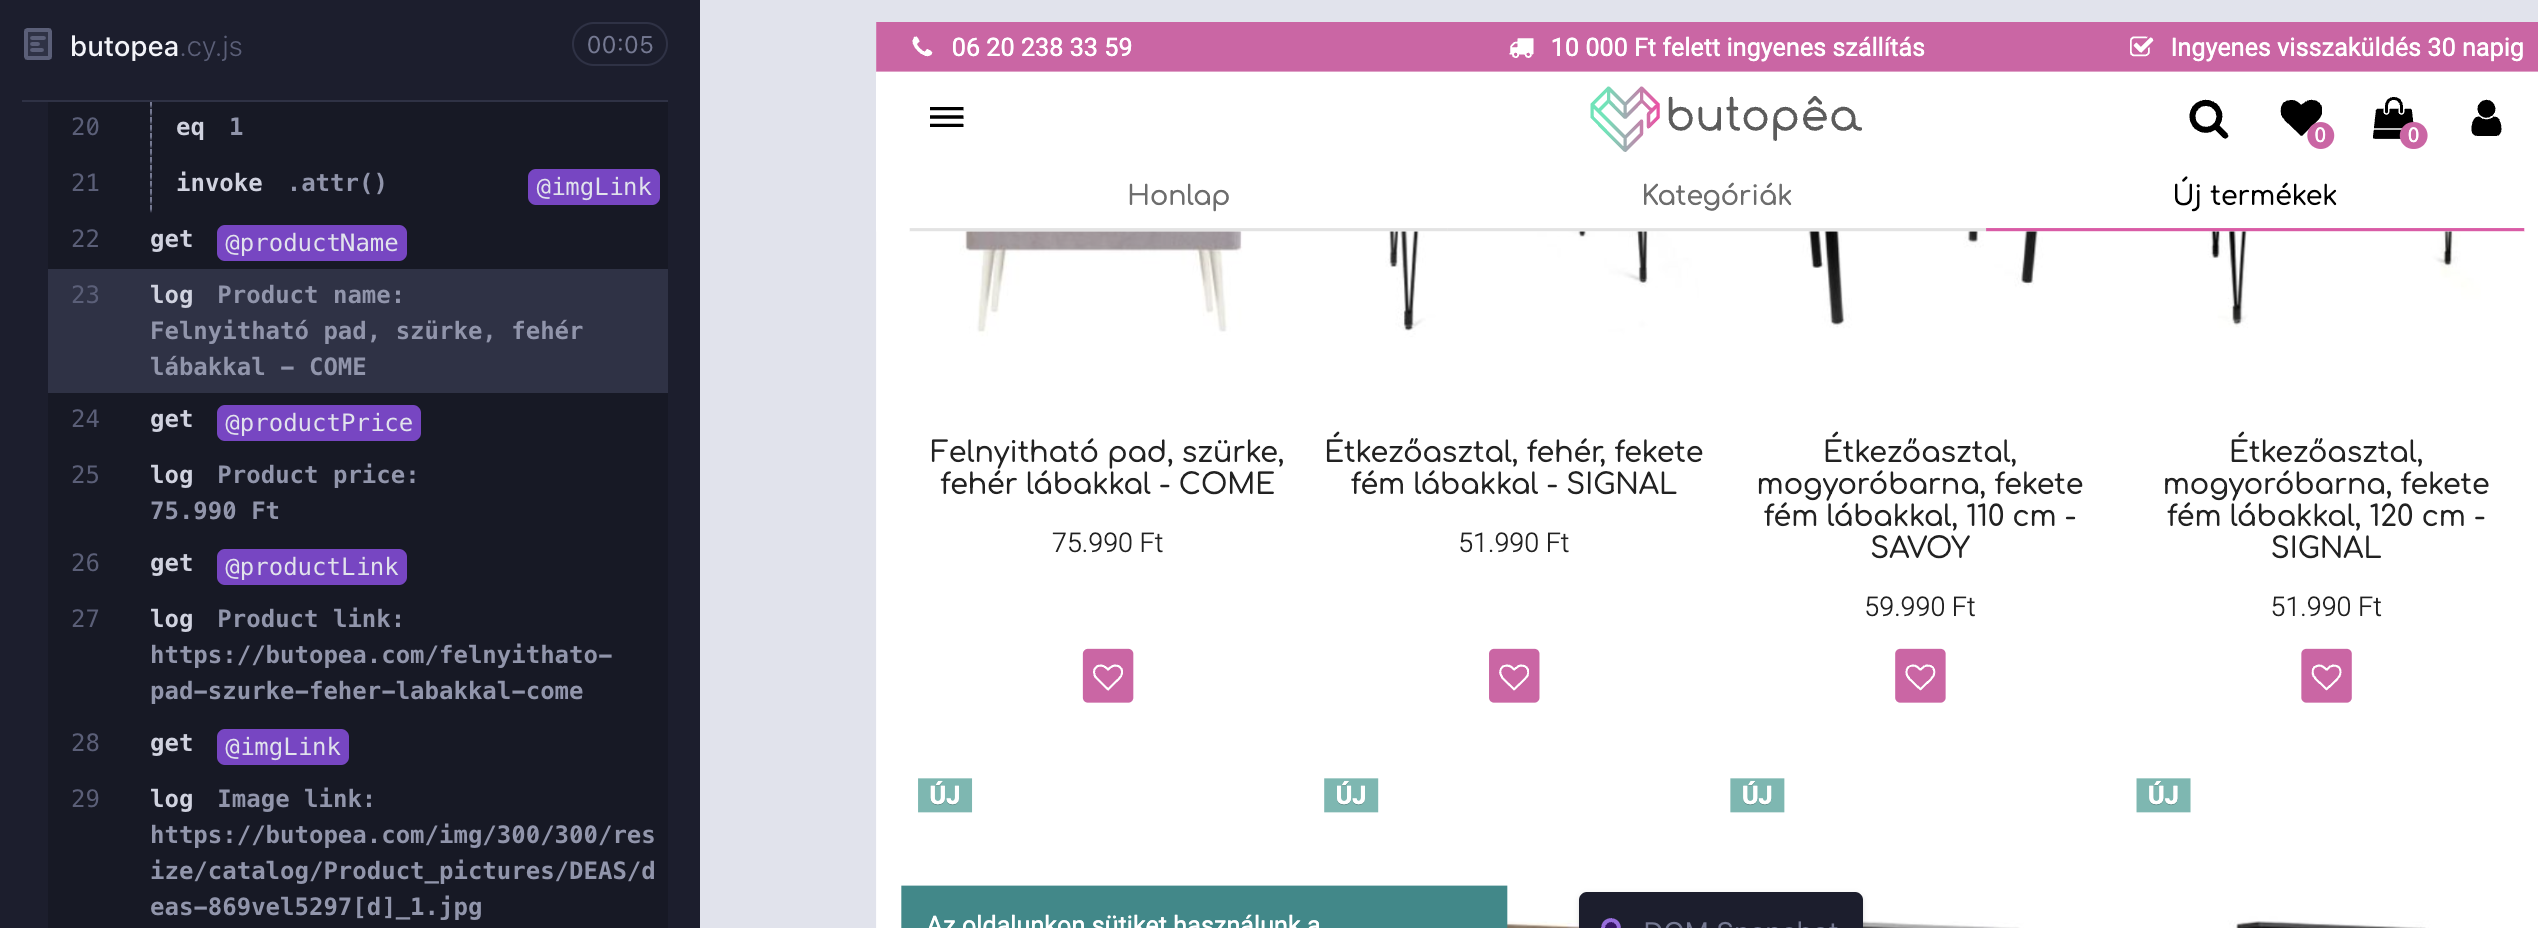 butopea.cy.js
00:05
20 eq 1
21 invoke .attr() @imgLink
22 get @productName
23 log Product name:
Felnyitható pad, szürke, fehér
lábakkal – COME
24 get @productPrice
25 log Product price:
75.990 Ft
26 get @productLink
27 log Product link:
https://butopea.com/felnyithato-
pad-szurke-feher-labakkal-come
28 get @imgLink
29 log Image link:
https://butopea.com/img/300/300/res
ize/catalog/Product_pictures/DEAS/d
eas-869vel5297[d]_1.jpg
06 20 238 33 59
10 000 Ft felett ingyenes szállítás
Ingyenes visszaküldés 30 napig
butopêa
0
0
Honlap
Kategóriák
Új termékek
Felnyitható pad, szürke,
fehér lábakkal - COME
75.990 Ft
Étkezőasztal, fehér, fekete
fém lábakkal - SIGNAL
51.990 Ft
Étkezőasztal,
mogyoróbarna, fekete
fém lábakkal, 110 cm -
SAVOY
59.990 Ft
Étkezőasztal,
mogyoróbarna, fekete
fém lábakkal, 120 cm -
SIGNAL
51.990 Ft
ÚJ
ÚJ
ÚJ
ÚJ
Az oldalunkon sütiket használunk a
DOM Snapshot